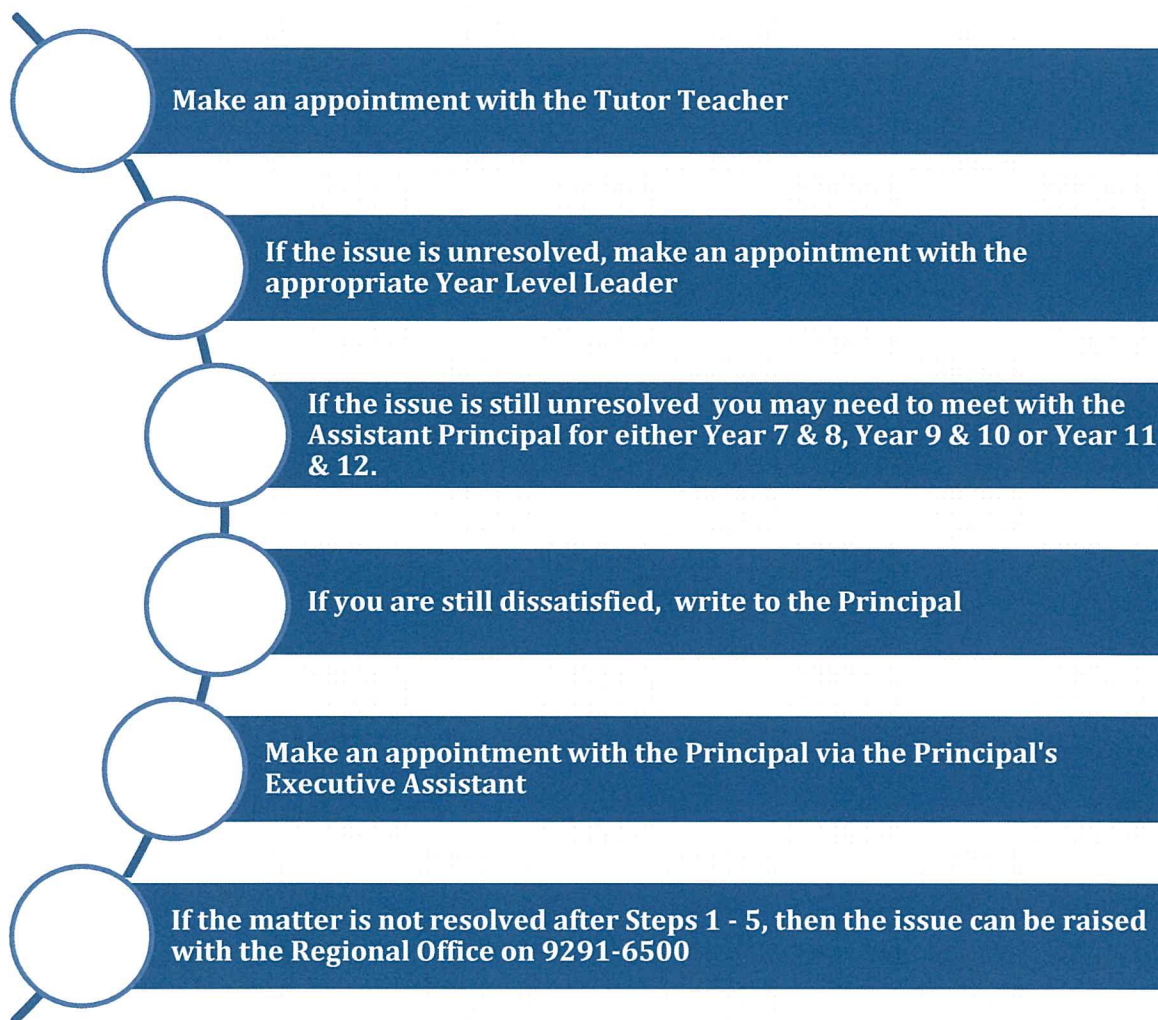 Make an appointment with the Tutor Teacher
If the issue is unresolved, make an appointment with the
appropriate Year Level Leader
If the issue is still unresolved  you may need to meet with the
Assistant Principal for either Year 7 & 8, Year 9 & 10 or Year 11
& 12.
If you are still dissatisfied,  write to the Principal
Make an appointment with the Principal via the Principal's
Executive Assistant
If the matter is not resolved after Steps 1 - 5, then the issue can be raised
with the Regional Office on 9291-6500